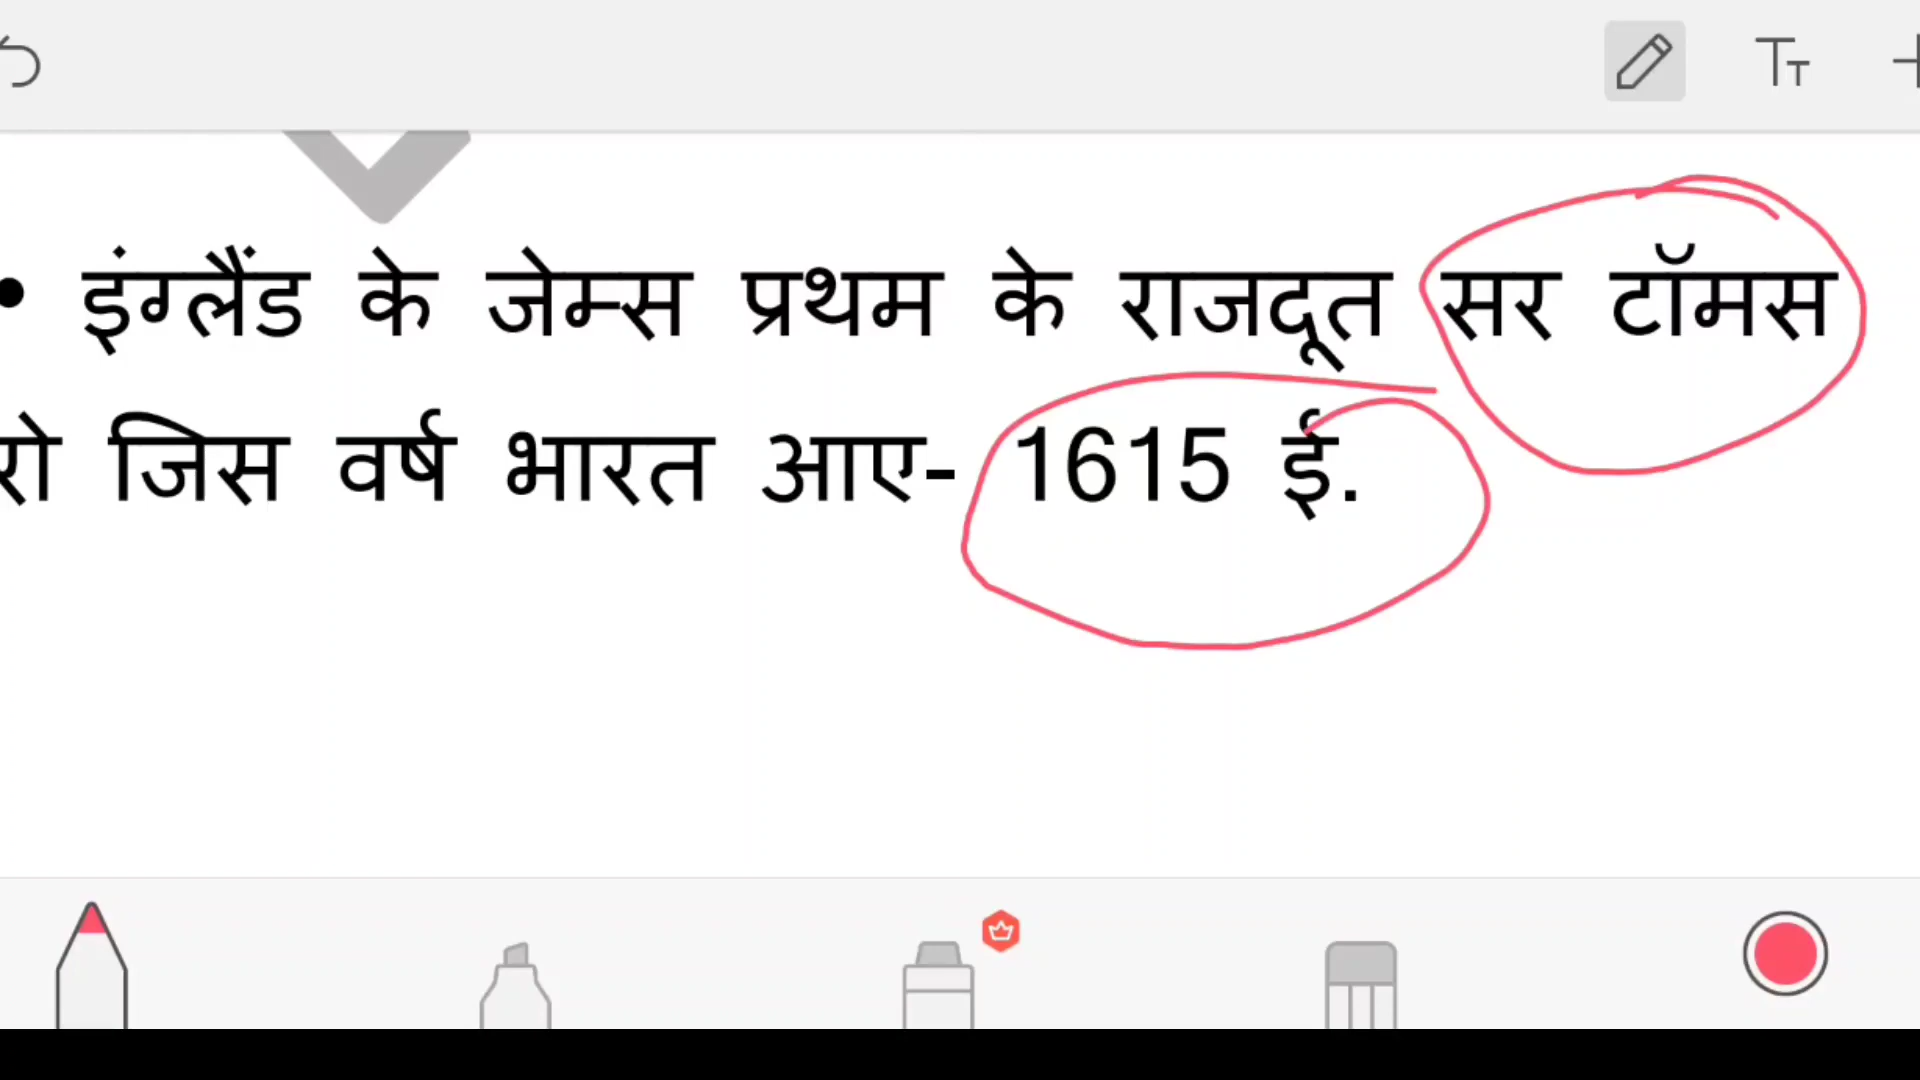 • इंग्लैंड के जेम्स प्रथम के राजदूत सर टॉमस
रो जिस वर्ष भारत आए- 1615 ई.